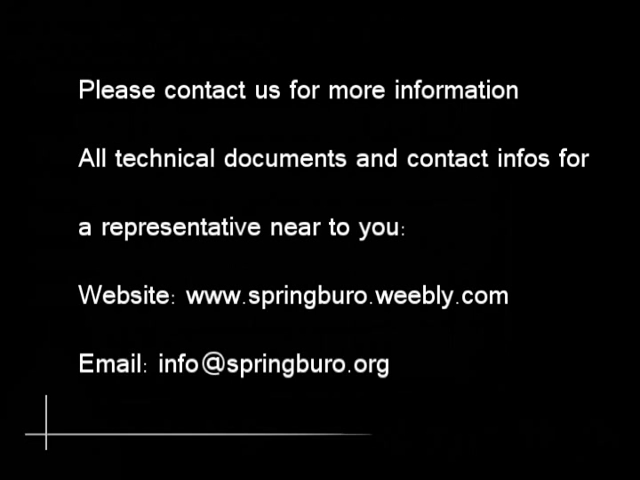 Please contact us for more information
All technical documents and contact infos for
a representative near to you:
Website: www.springburo.weebly.com
Email: info@springburo.org